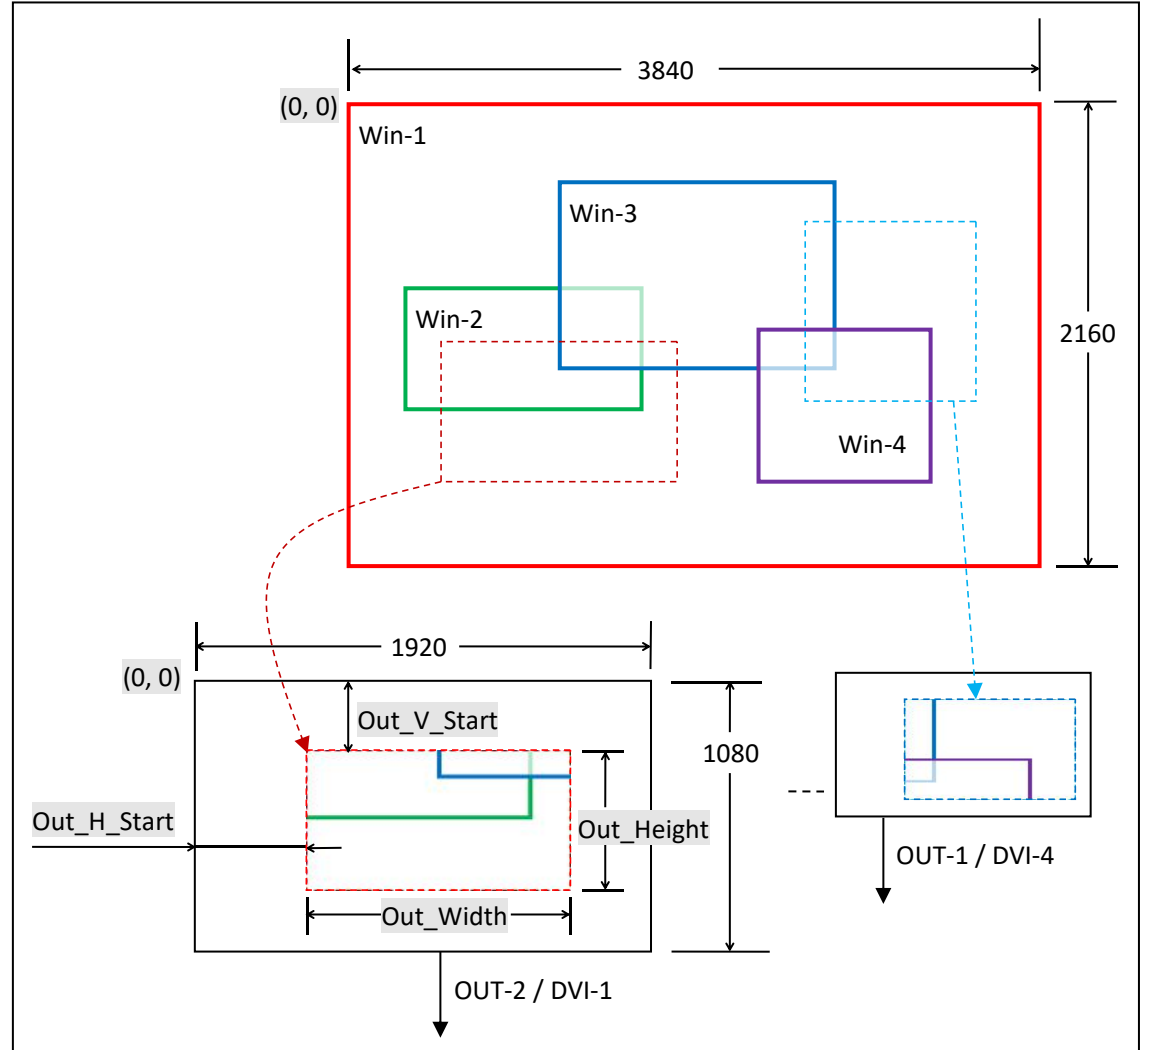 3840
(0, 0)
Win-1
Win-3
Win-2
2160
Win-4
1920
(0, 0)
Out_V_Start
1080
Out_H_Start
Out_Height
OUT-1 / DVI-4
Out_Width
OUT-2 / DVI-1